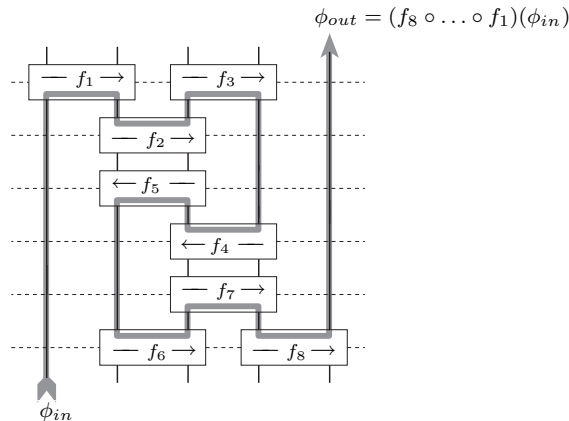 ϕ_out = (f_8 ∘ … ∘ f_1)(ϕ_in)
f_1 f_3
f_2
f_5
f_4
f_7
f_6 f_8
ϕ_in